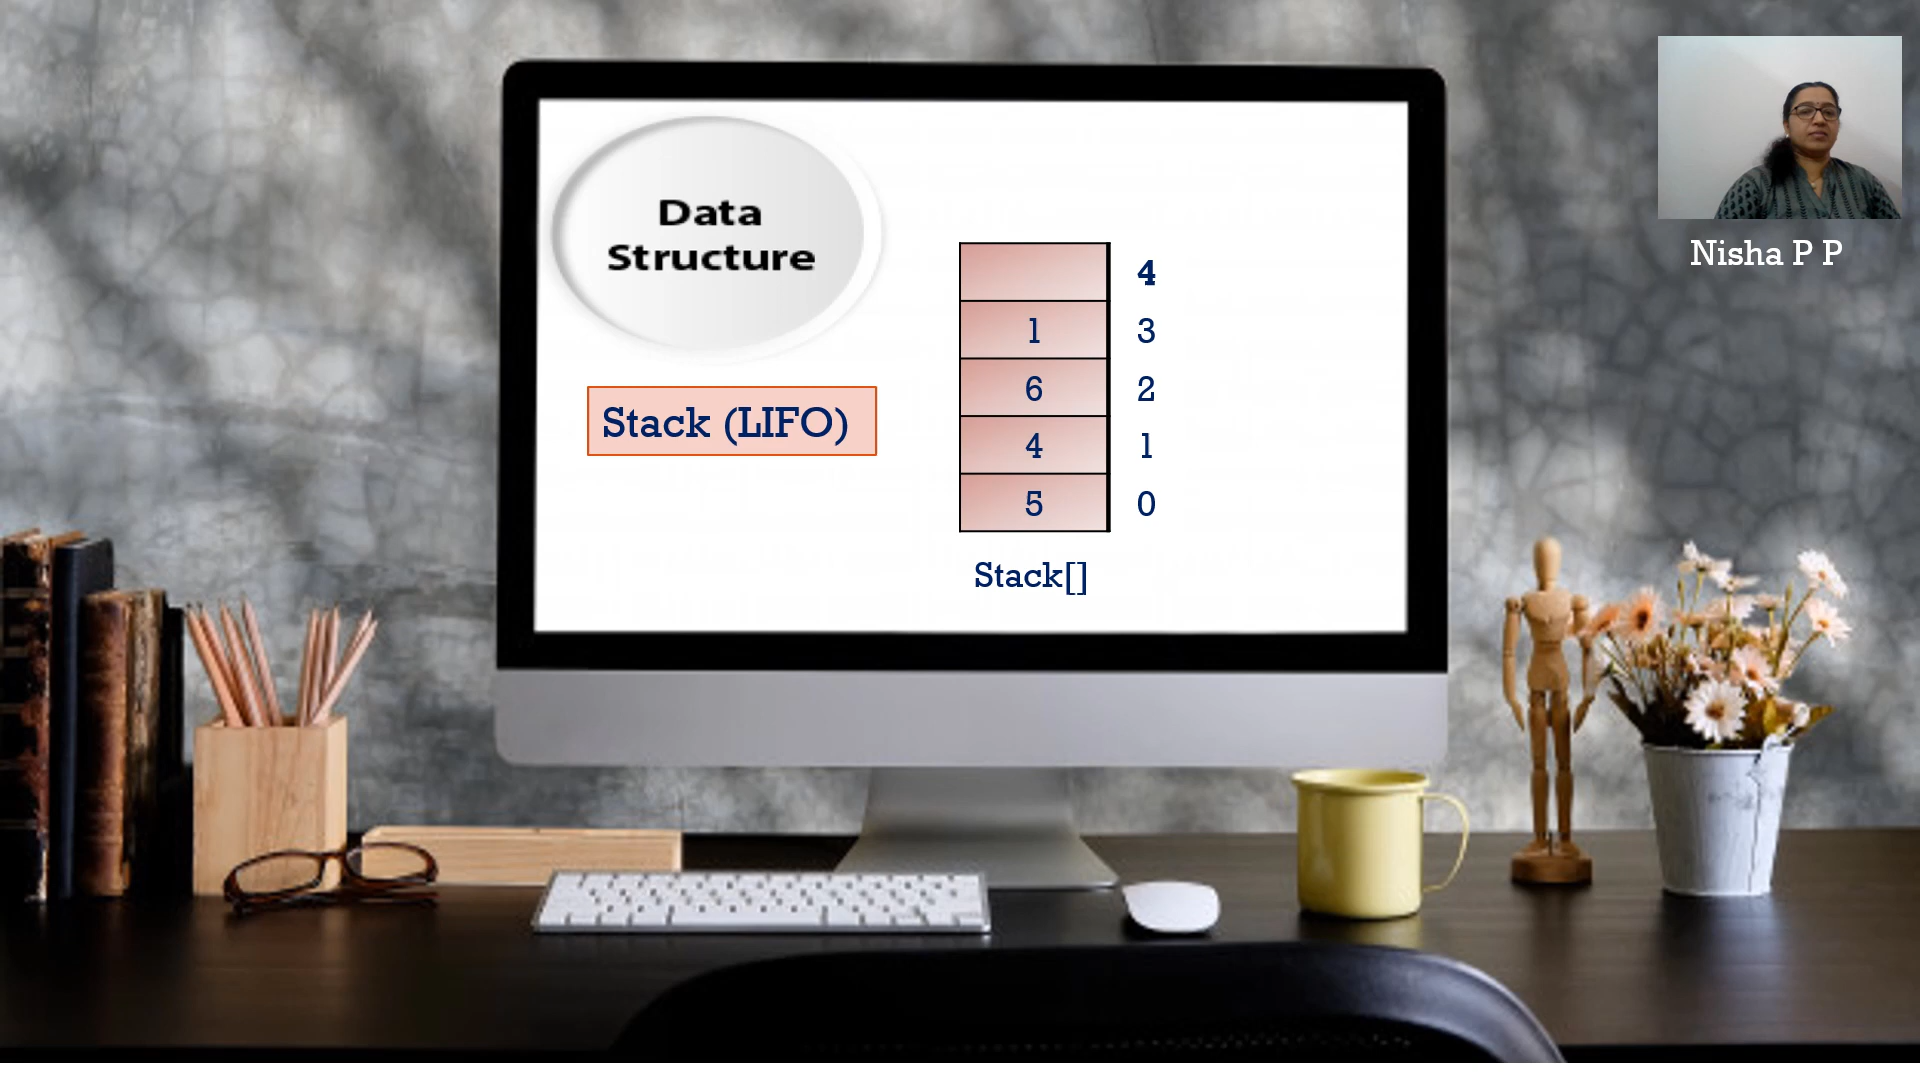 Data
Structure
Stack (LIFO)
4
1 3
6 2
4 1
5 0
Stack[]
Nisha P P